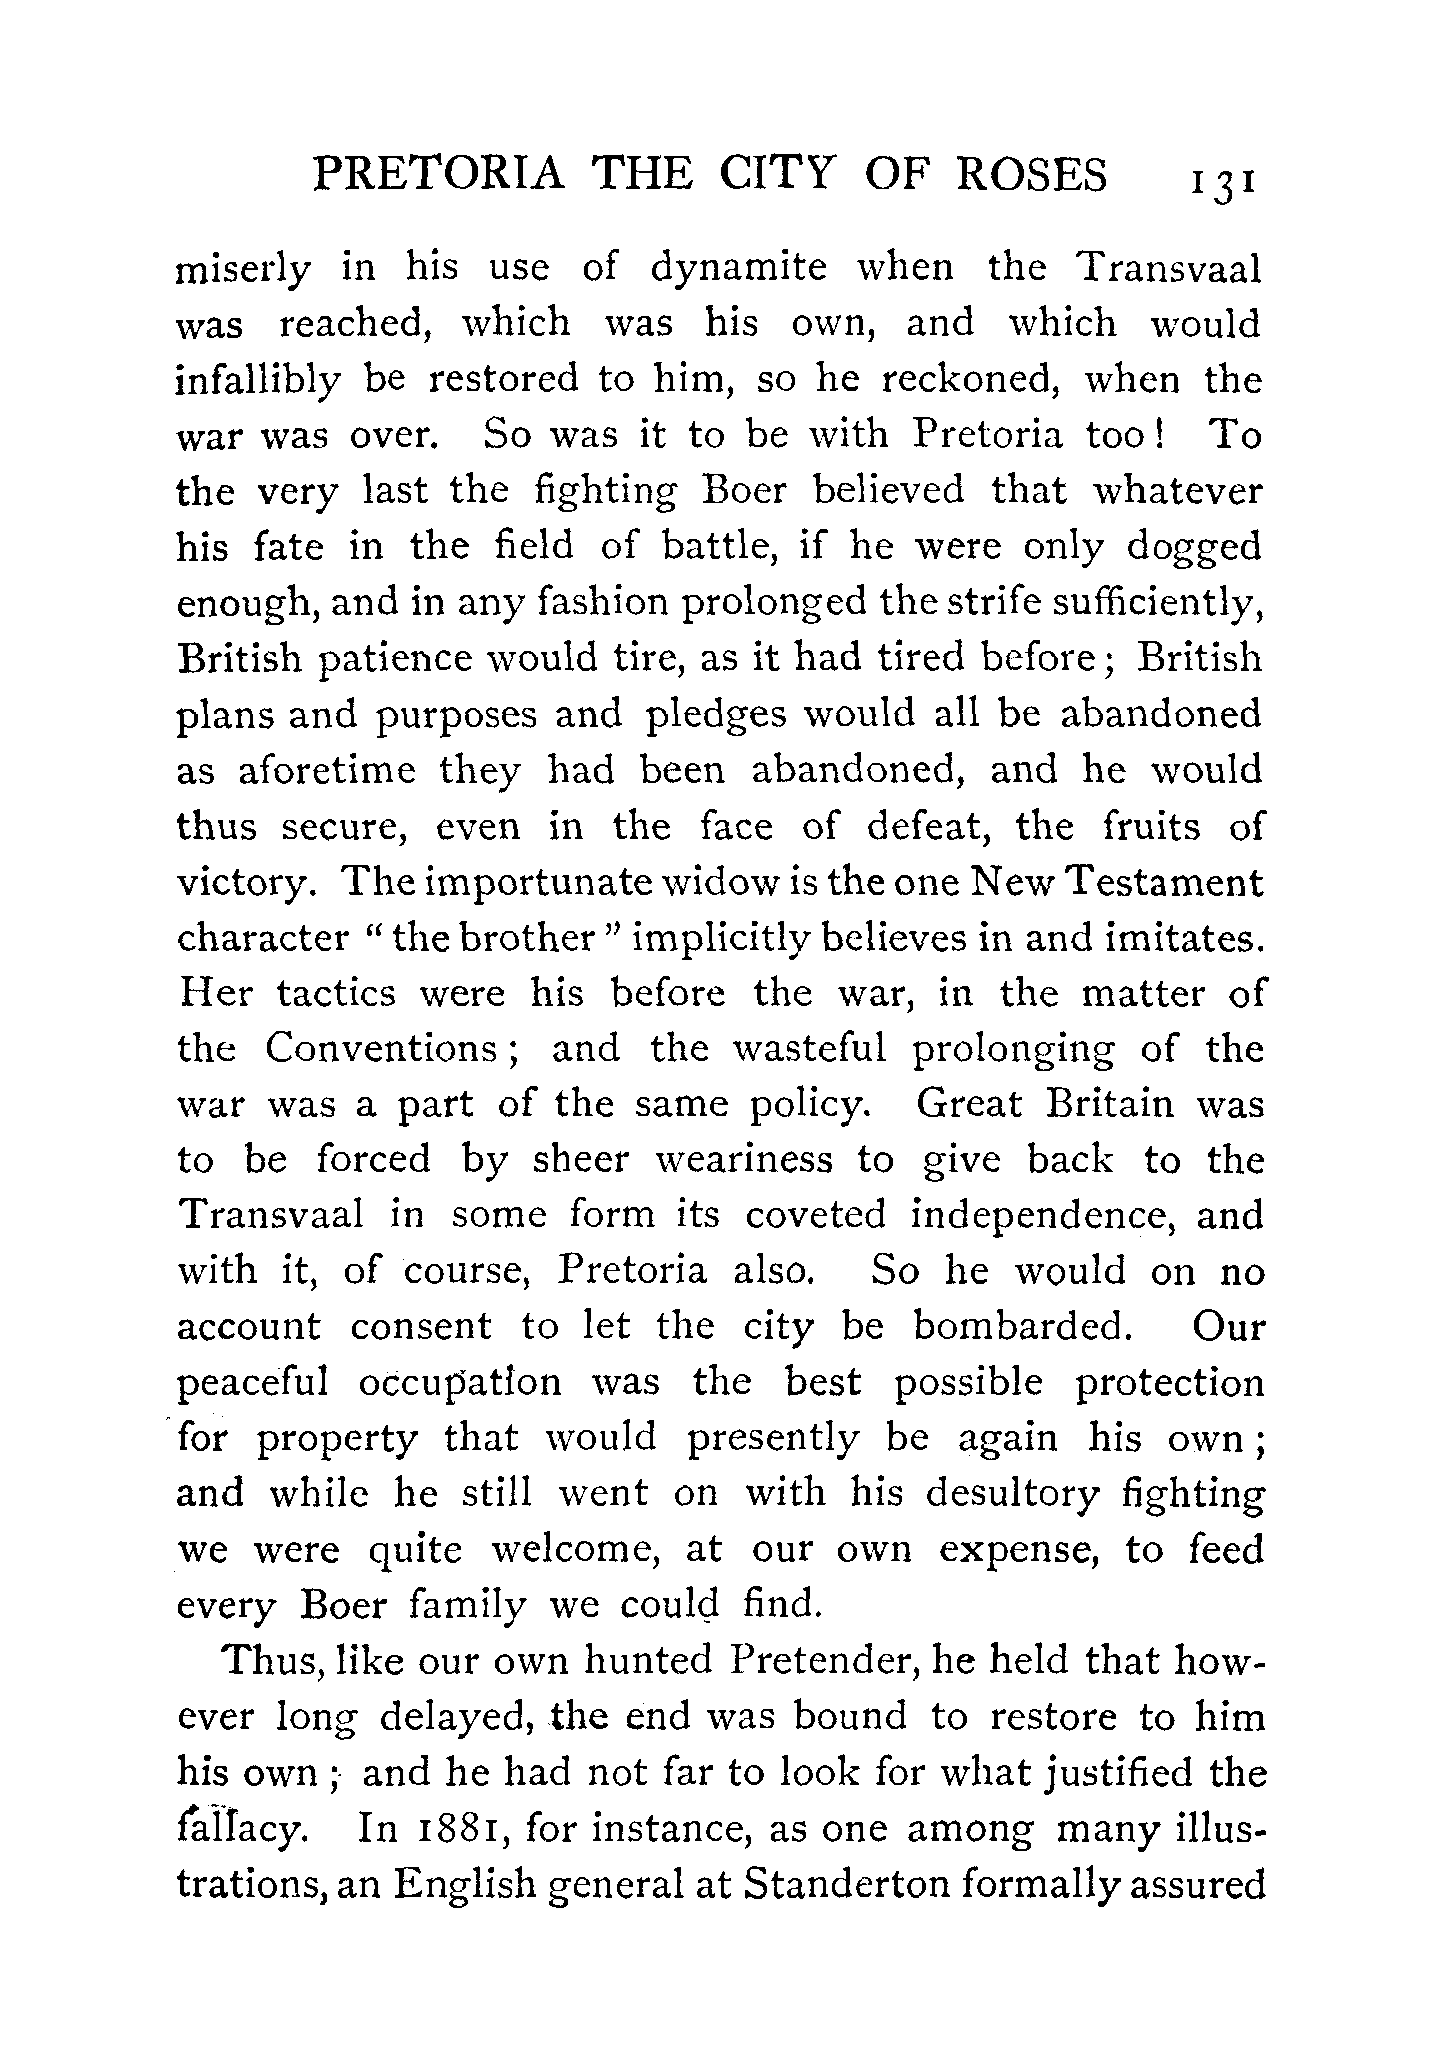 PRETORIA THE CITY OF ROSES 131
miserly in his use of dynamite when the Transvaal
was reached, which was his own, and which would
infallibly be restored to him, so he reckoned, when the
war was over. So was it to be with Pretoria too! To
the very last the fighting Boer believed that whatever
his fate in the field of battle, if he were only dogged
enough, and in any fashion prolonged the strife sufficiently,
British patience would tire, as it had tired before; British
plans and purposes and pledges would all be abandoned
as aforetime they had been abandoned, and he would
thus secure, even in the face of defeat, the fruits of
victory. The importunate widow is the one New Testament
character "the brother" implicitly believes in and imitates.
Her tactics were his before the war, in the matter of
the Conventions; and the wasteful prolonging of the
war was a part of the same policy. Great Britain was
to be forced by sheer weariness to give back to the
Transvaal in some form its coveted independence, and
with it, of course, Pretoria also. So he would on no
account consent to let the city be bombarded. Our
peaceful occupation was the best possible protection
for property that would presently be again his own;
and while he still went on with his desultory fighting
we were quite welcome, at our own expense, to feed
every Boer family we could find.
Thus, like our own hunted Pretender, he held that how-
ever long delayed, the end was bound to restore to him
his own; and he had not far to look for what justified the
fallacy. In 1881, for instance, as one among many illus-
trations, an English general at Standerton formally assured